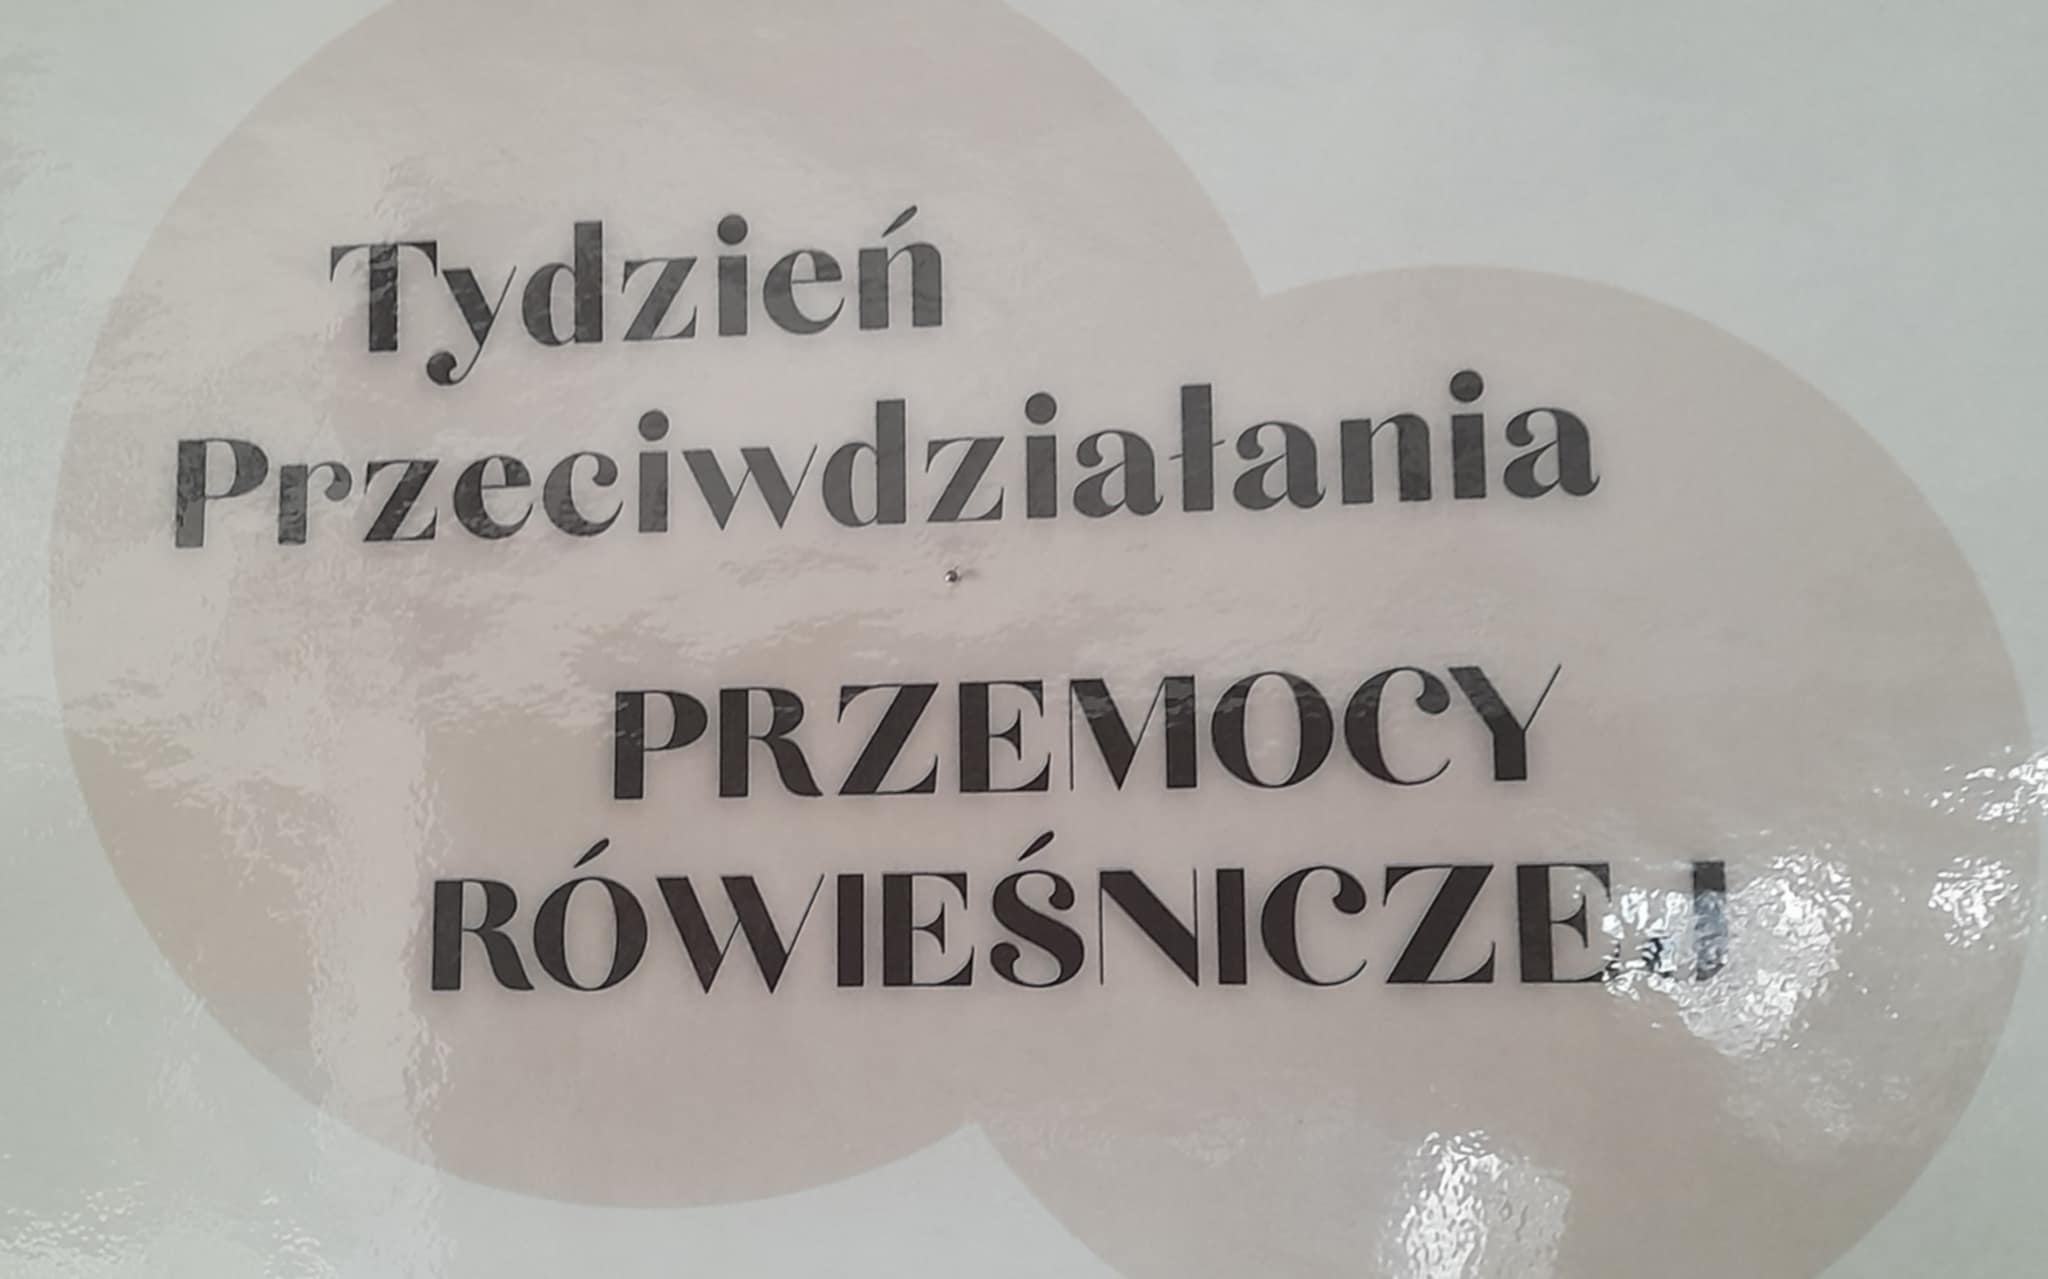 Tydzień
Przeciwdziałania
PRZEMOCY
RÓWIEŚNICZEJ